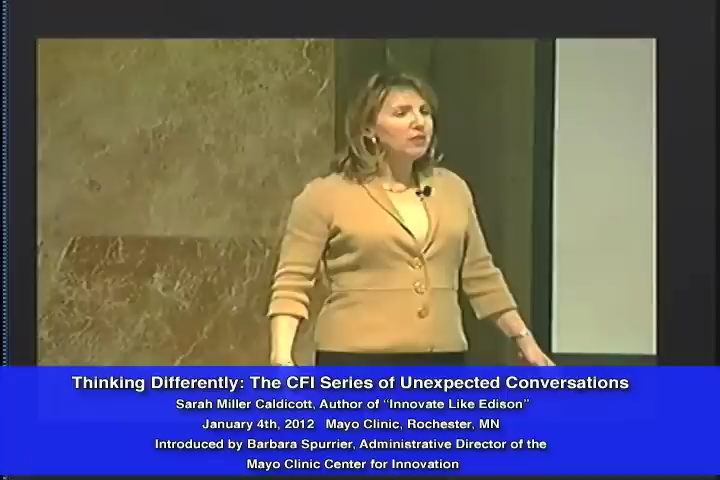 Thinking Differently: The CFI Series of Unexpected Conversations
Sarah Miller Caldicott, Author of "Innovate Like Edison"
January 4th, 2012 Mayo Clinic, Rochester, MN
Introduced by Barbara Spurrier, Administrative Director of the
Mayo Clinic Center for Innovation